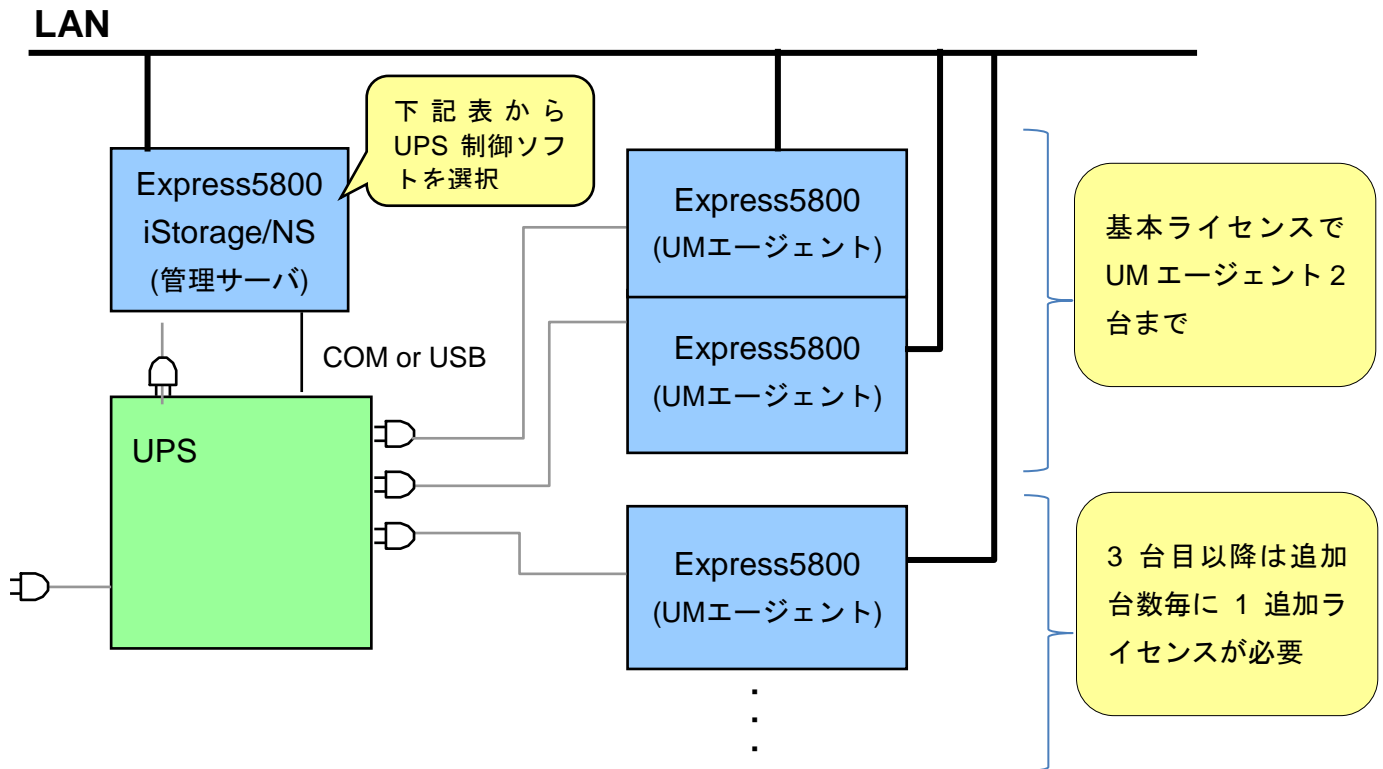 LAN
下記表から
UPS 制御ソフ
トを選択
Express5800
iStorage/NS
(管理サーバ)
COM or USB
UPS
Express5800
(UMエージェント)
Express5800
(UMエージェント)
Express5800
(UMエージェント)
基本ライセンスで
UM エージェント 2
台まで
3 台目以降は追加
台数毎に 1 追加ラ
イセンスが必要